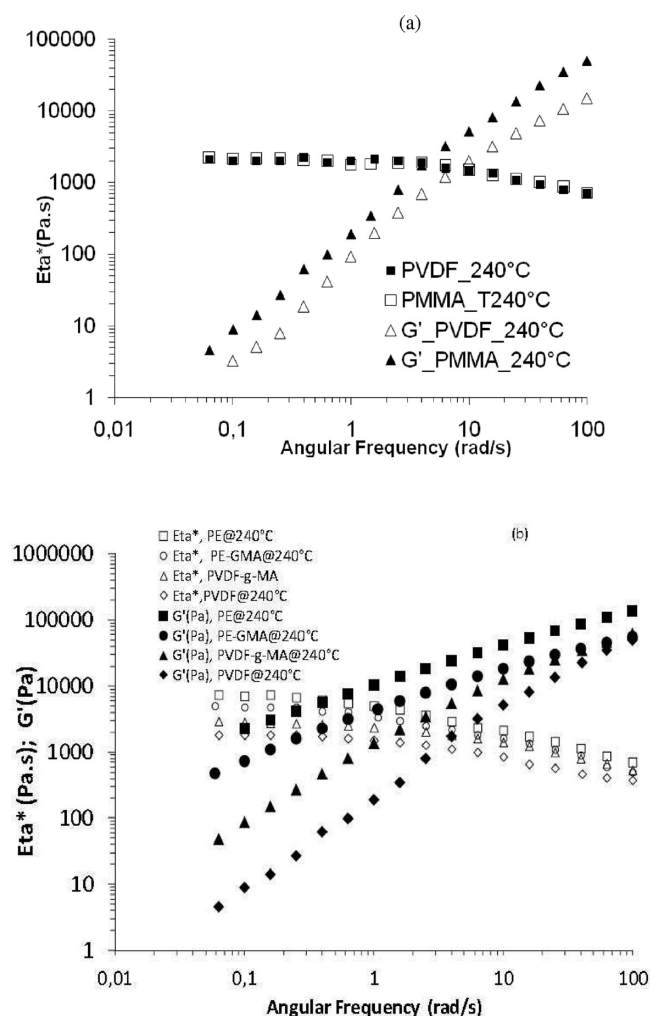 (a)
100000
10000
1000
100
10
1
Eta*(Pa.s)
PVDF_240°C
PMMA_T240°C
G'_PVDF_240°C
G'_PMMA_240°C
0,01 0,1 1 10 100
Angular Frequency (rad/s)
(b)
Eta*, PE@240°C
Eta*, PE-GMA@240°C
Eta*, PVDF-g-MA
Eta*,PVDF@240°C
G'(Pa), PE@240°C
G'(Pa), PE-GMA@240°C
G'(Pa), PVDF-g-MA@240°C
G'(Pa), PVDF@240°C
1000000
100000
10000
1000
100
10
1
Eta* (Pa.s); G'(Pa)
0,01 0,1 1 10 100
Angular Frequency (rad/s)